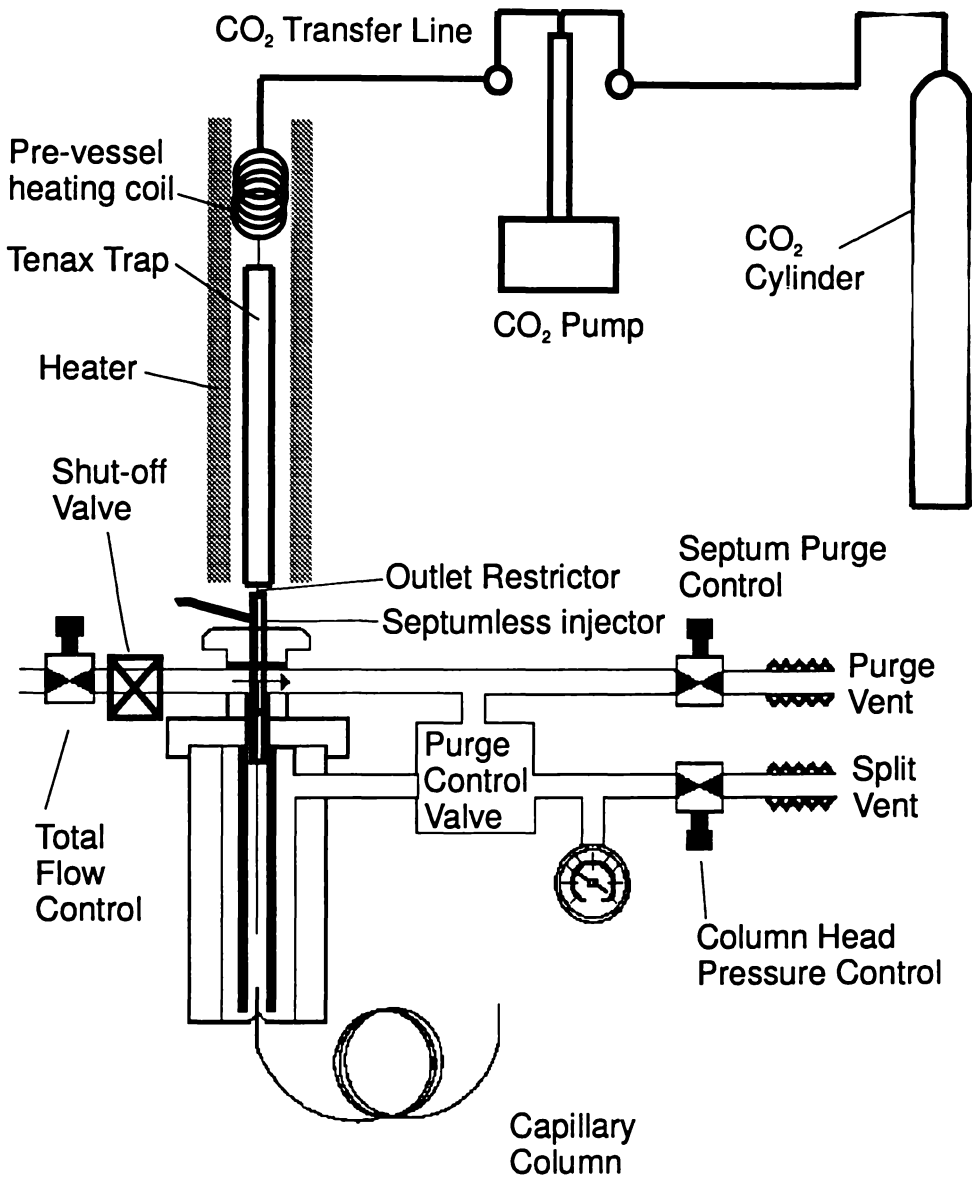 CO₂ Transfer Line
Pre-vessel
heating coil
Tenax Trap
CO₂
Cylinder
CO₂ Pump
Heater
Shut-off
Valve
Septum Purge
Control
Outlet Restrictor
Septumless injector
Purge
Vent
Purge
Control
Valve
Split
Vent
Total
Flow
Control
Column Head
Pressure Control
Capillary
Column